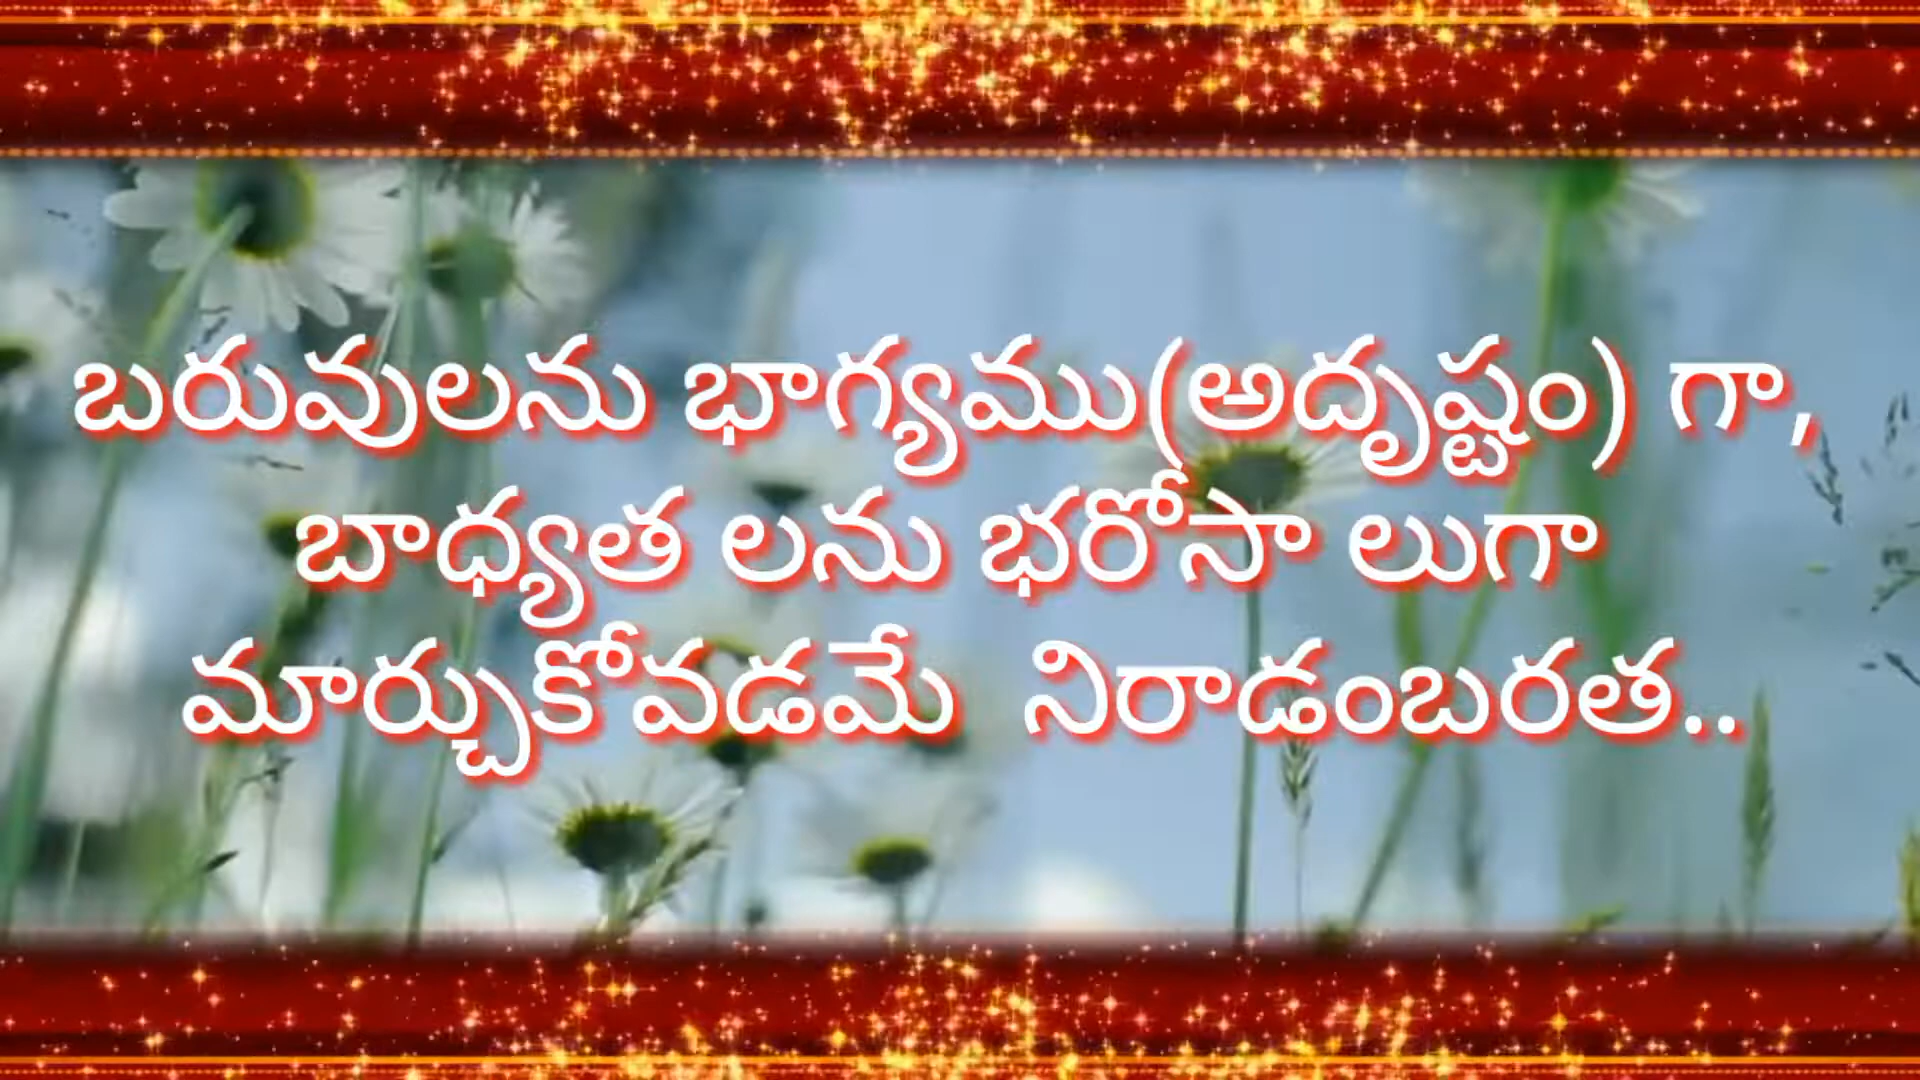 బరువులను భాగ్యము(అదృష్టం) గా,
బాధ్యత లను భరోసా లుగా
మార్చుకోవడమే నిరాడంబరత..